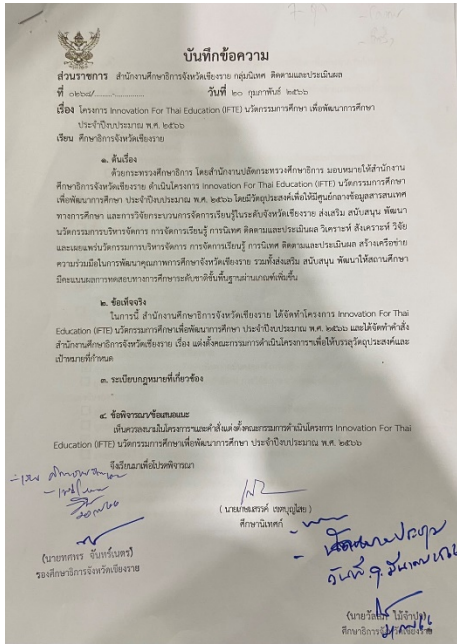 บันทึกข้อความ
ส่วนราชการ สำนักงานศึกษาธิการจังหวัดเชียงราย กลุ่มนิเทศ ติดตามและประเมินผล
ที่ ๐๒๖๘/ วันที่ ๒๐ กุมภาพันธ์ ๒๕๖๖
เรื่อง โครงการ Innovation For Thai Education (IFTE) นวัตกรรมการศึกษา เพื่อพัฒนาการศึกษา
ประจำปีงบประมาณ พ.ศ. ๒๕๖๖
เรียน ศึกษาธิการจังหวัดเชียงราย
๑. ต้นเรื่อง
ด้วยกระทรวงศึกษาธิการ โดยสำนักงานปลัดกระทรวงศึกษาธิการ มอบหมายให้สำนักงาน
ศึกษาธิการจังหวัดเชียงราย ดำเนินโครงการ Innovation For Thai Education (IFTE) นวัตกรรมการศึกษา
เพื่อพัฒนาการศึกษา ประจำปีงบประมาณ พ.ศ. ๒๕๖๖ โดยมีวัตถุประสงค์เพื่อให้มีศูนย์กลางข้อมูลสารสนเทศ
ทางการศึกษา และการวิจัยกระบวนการจัดการเรียนรู้ในระดับจังหวัดเชียงราย ส่งเสริม สนับสนุน พัฒนา
นวัตกรรมการบริหารจัดการ การจัดการเรียนรู้ การนิเทศ ติดตามและประเมินผล วิเคราะห์ สังเคราะห์ วิจัย
และเผยแพร่นวัตกรรมการบริหารจัดการ การจัดการเรียนรู้ การนิเทศ ติดตามและประเมินผล สร้างเครือข่าย
ความร่วมมือในการพัฒนาคุณภาพการศึกษาจังหวัดเชียงราย รวมทั้งส่งเสริม สนับสนุน พัฒนาให้สถานศึกษา
มีคะแนนผลการทดสอบทางการศึกษาระดับชาติขั้นพื้นฐานผ่านเกณฑ์เพิ่มขึ้น
๒. ข้อเท็จจริง
ในการนี้ สำนักงานศึกษาธิการจังหวัดเชียงราย ได้จัดทำโครงการ Innovation For Thai
Education (IFTE) นวัตกรรมการศึกษาเพื่อพัฒนาการศึกษา ประจำปีงบประมาณ พ.ศ. ๒๕๖๖ และได้จัดทำคำสั่ง
สำนักงานศึกษาธิการจังหวัดเชียงราย เรื่อง แต่งตั้งคณะกรรมการดำเนินโครงการฯเพื่อให้บรรลุวัตถุประสงค์และ
เป้าหมายที่กำหนด
๓. ระเบียบกฎหมายที่เกี่ยวข้อง
๔. ข้อพิจารณา/ข้อเสนอแนะ
เห็นควรลงนามในโครงการฯและคำสั่งแต่งตั้งคณะกรรมการดำเนินโครงการ Innovation For Thai
Education (IFTE) นวัตกรรมการศึกษาเพื่อพัฒนาการศึกษา ประจำปีงบประมาณ พ.ศ. ๒๕๖๖
จึงเรียนมาเพื่อโปรดพิจารณา
(นายเกษมสรรค์ เขตบุญไสย)
ศึกษานิเทศก์
(นายทศพร จันทร์เนตร)
รองศึกษาธิการจังหวัดเชียงราย
ศึกษาธิการจังหวัดเชียงราย